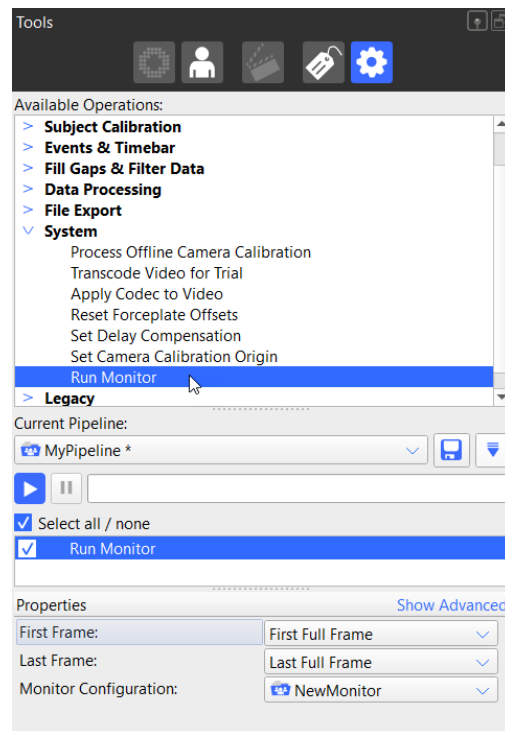 Tools
Available Operations:
> Subject Calibration
> Events & Timebar
> Fill Gaps & Filter Data
> Data Processing
> File Export
System
Process Offline Camera Calibration
Transcode Video for Trial
Apply Codec to Video
Reset Forceplate Offsets
Set Delay Compensation
Set Camera Calibration Origin
Run Monitor
> Legacy
Current Pipeline:
MyPipeline *
Select all / none
Run Monitor
Properties Show Advanced
First Frame: First Full Frame
Last Frame: Last Full Frame
Monitor Configuration: NewMonitor